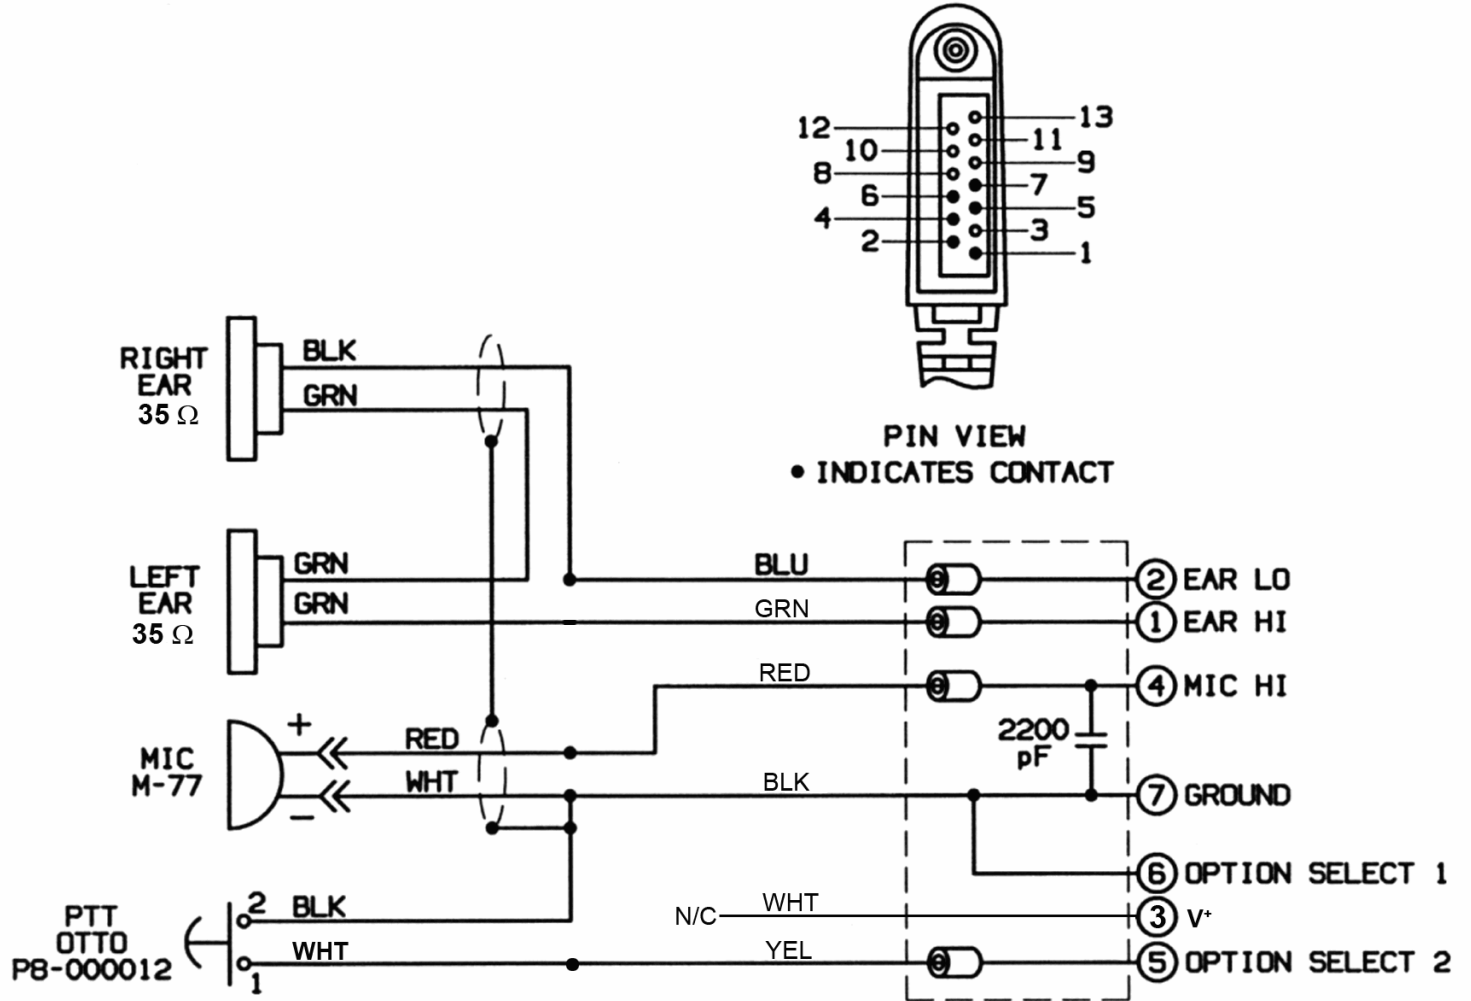 12
13
10
11
8
9
6
7
4
5
2
3
1
PIN VIEW
● INDICATES CONTACT
RIGHT
EAR
35 Ω
BLK
GRN
LEFT
EAR
35 Ω
GRN
GRN
BLU
2 EAR LO
GRN
1 EAR HI
RED
4 MIC HI
MIC
M-77
+
−
RED
WHT
2200
pF
BLK
7 GROUND
6 OPTION SELECT 1
N/C
WHT
3 V+
PTT
OTTO
P8-000012
2
BLK
WHT
1
YEL
5 OPTION SELECT 2